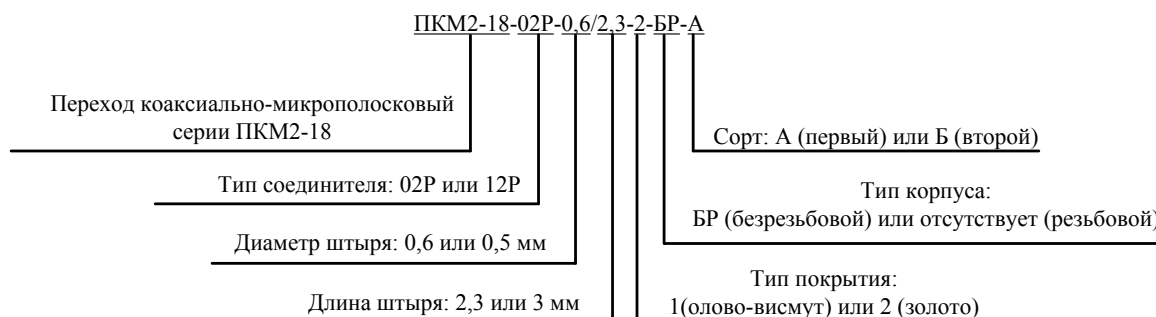 ПКМ2-18-02Р-0,6/2,3-2-БР-А
Переход коаксиально-микрополосковый
серии ПКМ2-18
Сорт: А (первый) или Б (второй)
Тип соединителя: 02Р или 12Р
Тип корпуса:
БР (безрезьбовой) или отсутствует (резьбовой)
Диаметр штыря: 0,6 или 0,5 мм
Тип покрытия:
Длина штыря: 2,3 или 3 мм
1(олово-висмут) или 2 (золото)